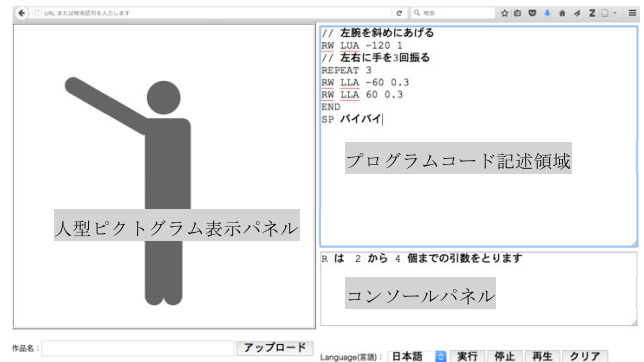 URL または検索語句を入力します
検索
// 左腕を斜めにあげる
RW LUA -120 1
// 左右に手を3回振る
REPEAT 3
RW LLA -60 0.3
RW LLA 60 0.3
END
SP バイバイ
プログラムコード記述領域
人型ピクトグラム表示パネル
R は 2 から 4 個までの引数をとります
コンソールパネル
作品名：
アップロード
Language(言語)： 日本語 実行 停止 再生 クリア